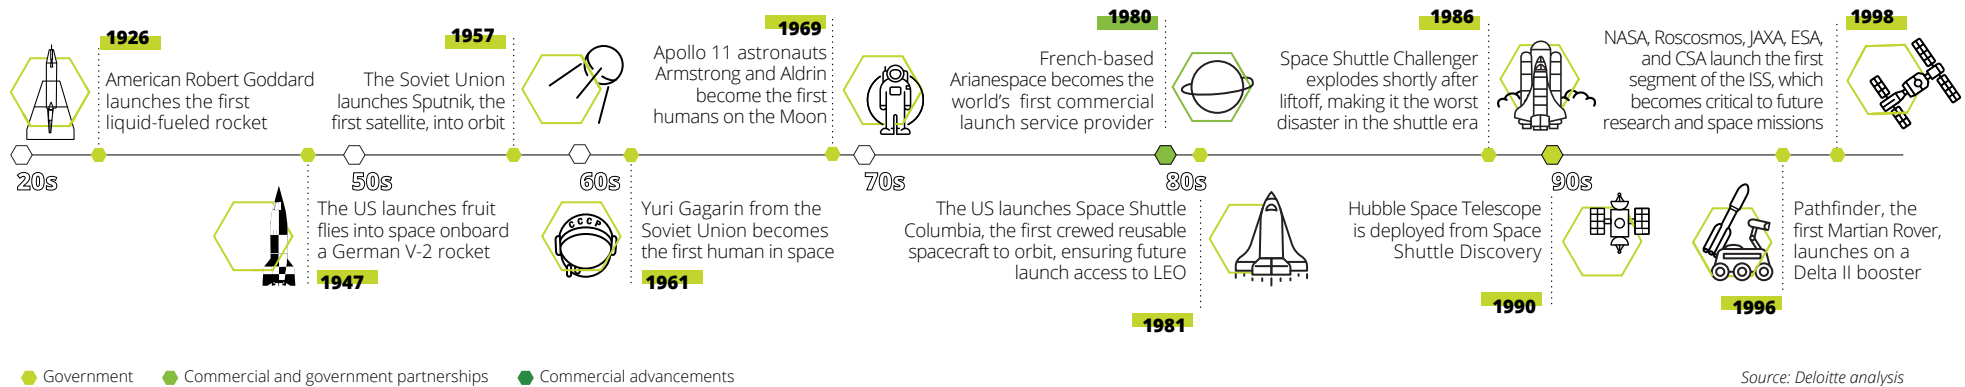 1926
American Robert Goddard
launches the first
liquid-fueled rocket
1957
The Soviet Union
launches Sputnik, the
first satellite, into orbit
1969
Apollo 11 astronauts
Armstrong and Aldrin
become the first
humans on the Moon
1980
French-based
Arianespace becomes the
world's first commercial
launch service provider
1986
Space Shuttle Challenger
explodes shortly after
liftoff, making it the worst
disaster in the shuttle era
1998
NASA, Roscosmos, JAXA, ESA,
and CSA launch the first
segment of the ISS, which
becomes critical to future
research and space missions
20s
50s
60s
70s
80s
90s
The US launches fruit
flies into space onboard
a German V-2 rocket
1947
CCCP
Yuri Gagarin from the
Soviet Union becomes
the first human in space
1961
The US launches Space Shuttle
Columbia, the first crewed reusable
spacecraft to orbit, ensuring future
launch access to LEO
1981
Hubble Space Telescope
is deployed from Space
Shuttle Discovery
1990
Pathfinder, the
first Martian Rover,
launches on a
Delta II booster
1996
Government
Commercial and government partnerships
Commercial advancements
Source: Deloitte analysis